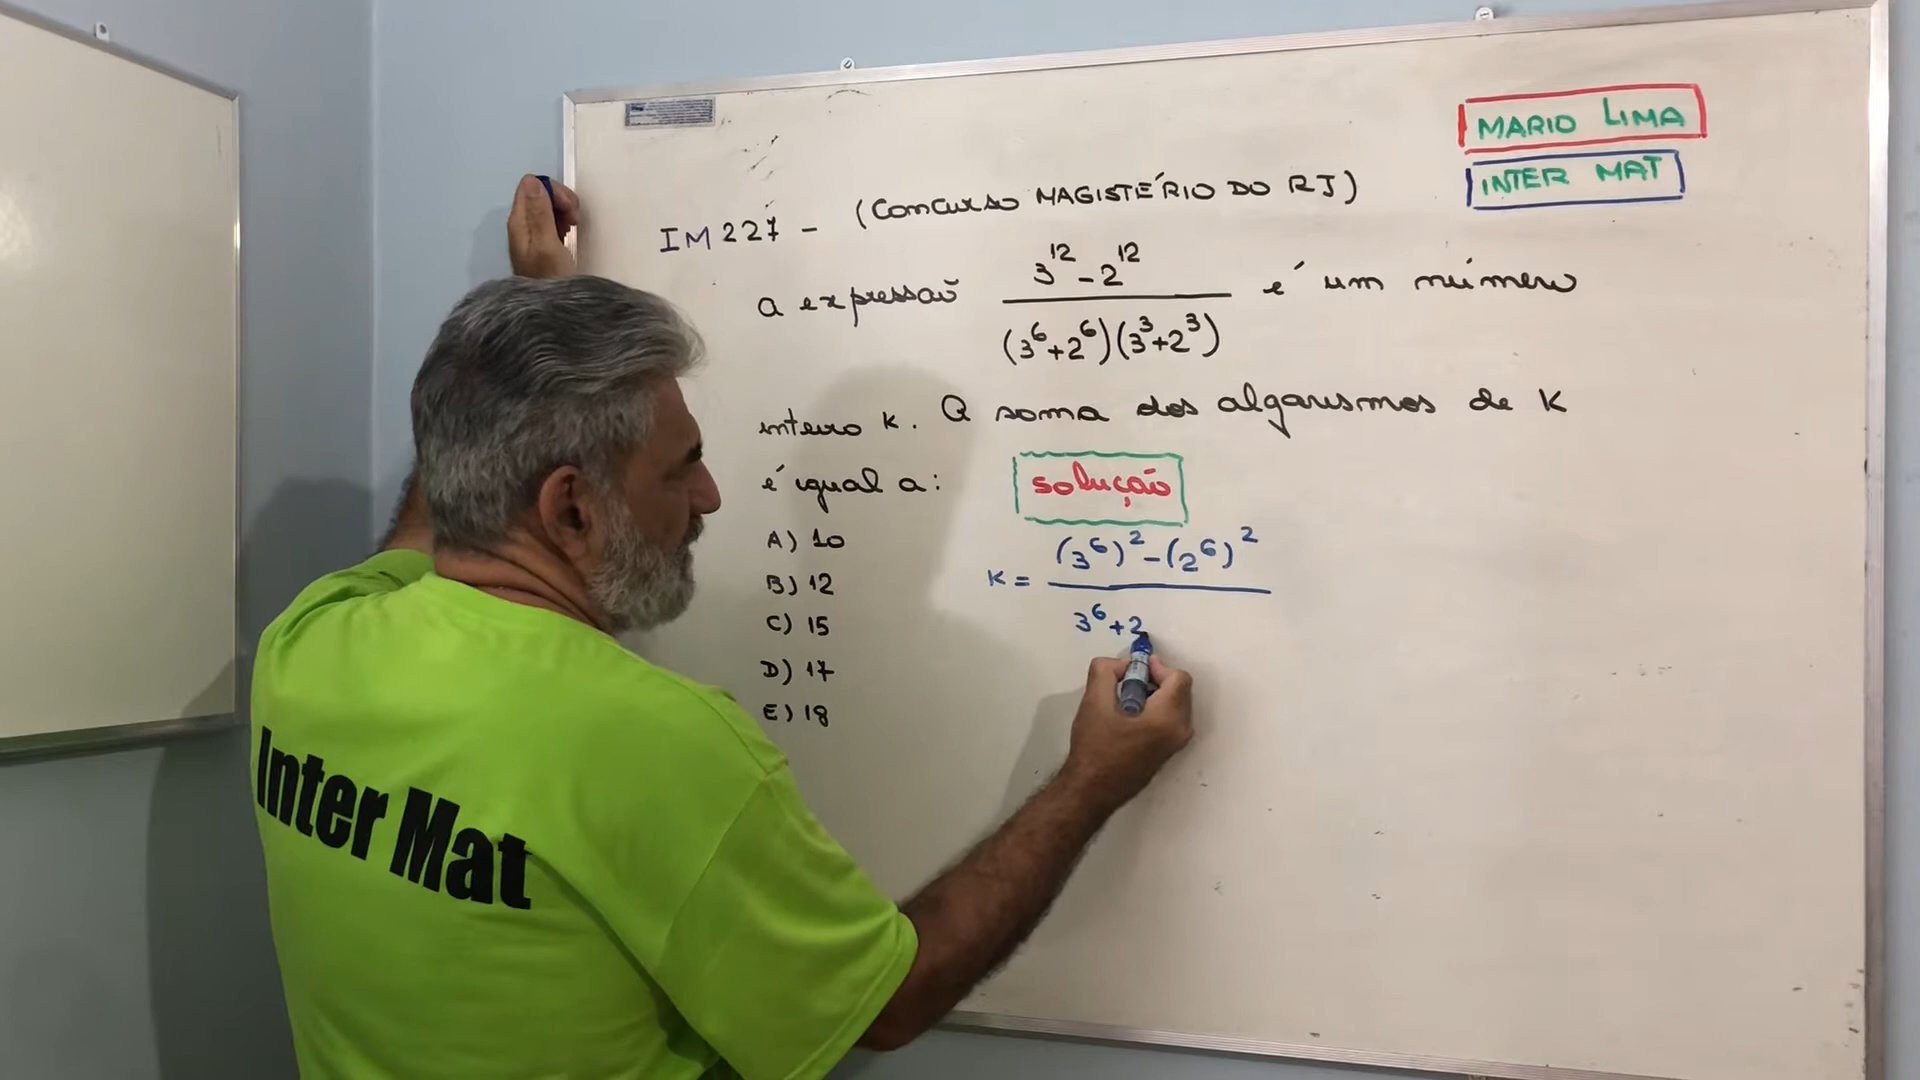 MARIO LIMA
INTER MAT
IM 227 - (CONCURSO MAGISTÉRIO DO RJ)
a expressão (3^12 - 2^12) / ((3^6+2^6)(3^3+2^3)) é um número
inteiro K. A soma dos algarismos de K
é igual a:
solução
A) 10
B) 12
C) 15
D) 17
E) 18
K = ((3^6)^2 - (2^6)^2) / (3^6+2
Inter Mat